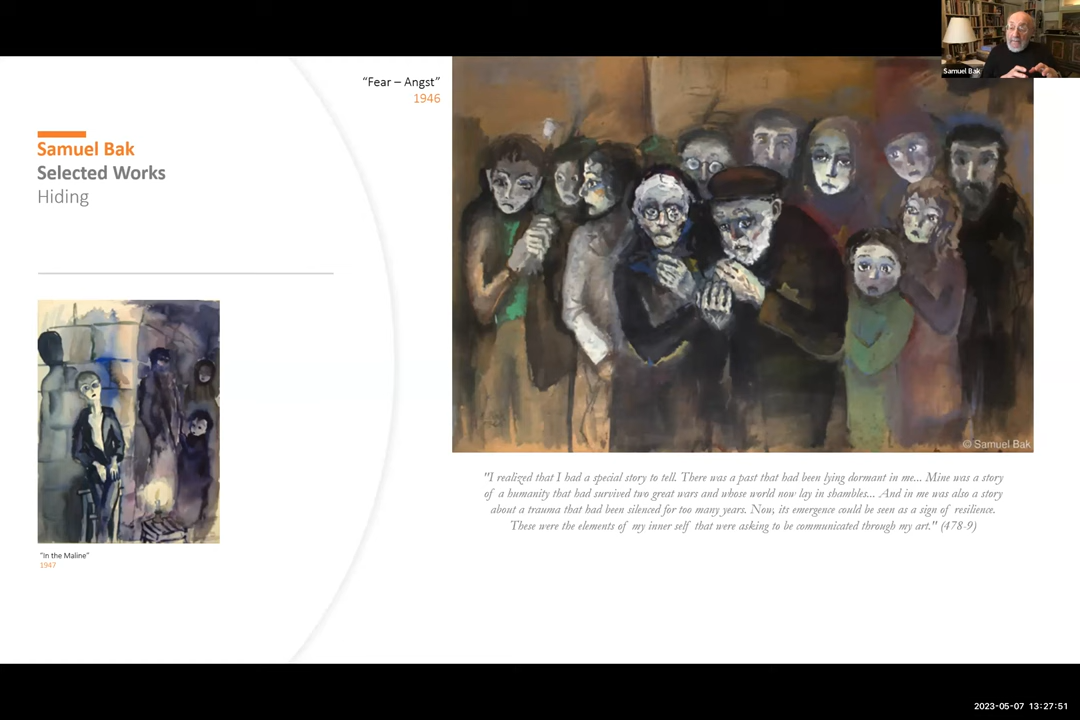 Samuel Bak
"Fear – Angst"
1946
Samuel Bak
Selected Works
Hiding
© Samuel Bak
"I realized that I had a special story to tell. There was a past that had been lying dormant in me... Mine was a story
of a humanity that had survived two great wars and whose world now lay in shambles... And in me was also a story
about a trauma that had been silenced for too many years. Now, its emergence could be seen as a sign of resilience.
These were the elements of my inner self that were asking to be communicated through my art." (478-9)
"In the Maline"
1947
2023-05-07 13:27:51